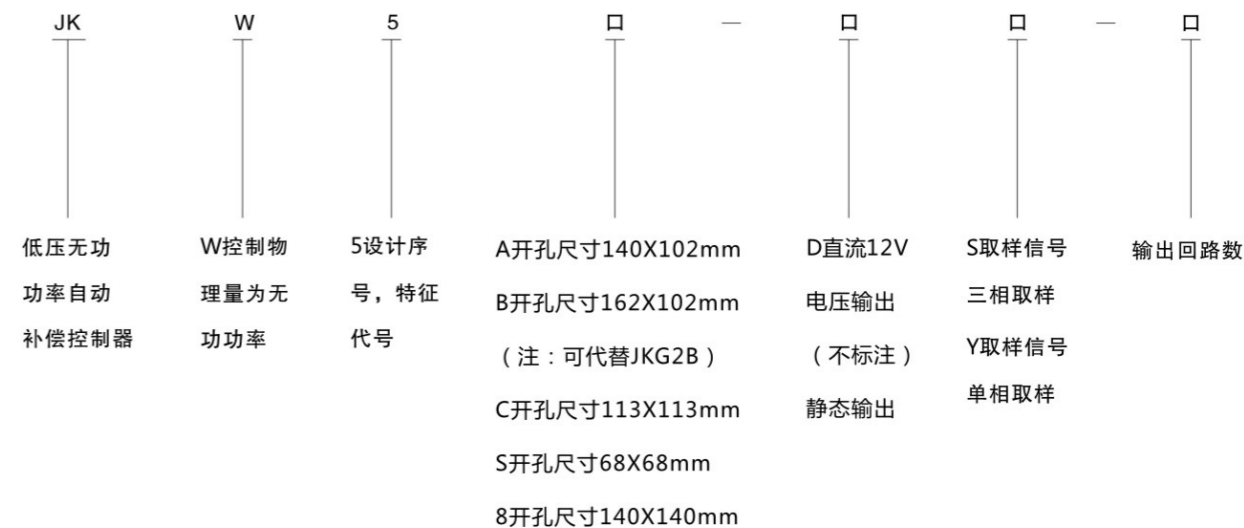 JK W 5 口 — 口 口 — 口
低压无功
功率自动
补偿控制器
W控制物
理量为无
功功率
5设计序
号，特征
代号
A开孔尺寸140X102mm
B开孔尺寸162X102mm
（注：可代替JKG2B）
C开孔尺寸113X113mm
S开孔尺寸68X68mm
8开孔尺寸140X140mm
D直流12V
电压输出
（不标注）
静态输出
S取样信号
三相取样
Y取样信号
单相取样
输出回路数